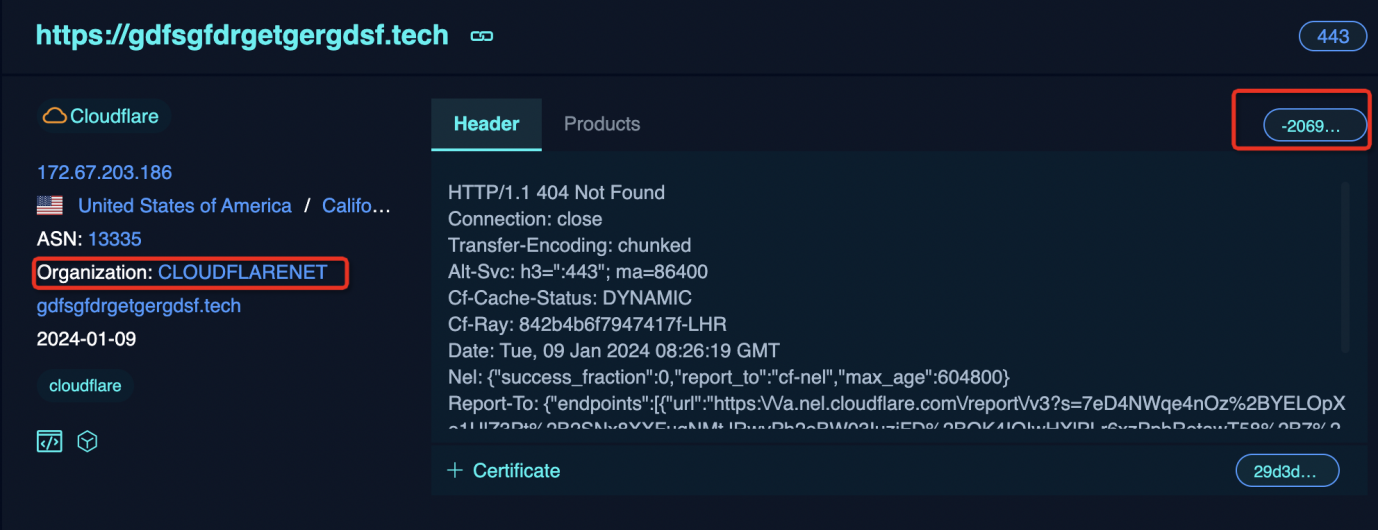 https://gdfsgfdrgetgergdsf.tech
443
Cloudflare
172.67.203.186
United States of America / Califo...
ASN: 13335
Organization: CLOUDFLARENET
gdfsgfdrgetgergdsf.tech
2024-01-09
cloudflare
Header Products
-2069...
HTTP/1.1 404 Not Found
Connection: close
Transfer-Encoding: chunked
Alt-Svc: h3=":443"; ma=86400
Cf-Cache-Status: DYNAMIC
Cf-Ray: 842b4b6f7947417f-LHR
Date: Tue, 09 Jan 2024 08:26:19 GMT
Nel: {"success_fraction":0,"report_to":"cf-nel","max_age":604800}
Report-To: {"endpoints":[{"url":"https:\/\/a.nel.cloudflare.com\/report\/v3?s=7eD4NWqe4nOz%2BYELOpX
+ Certificate
29d3d...